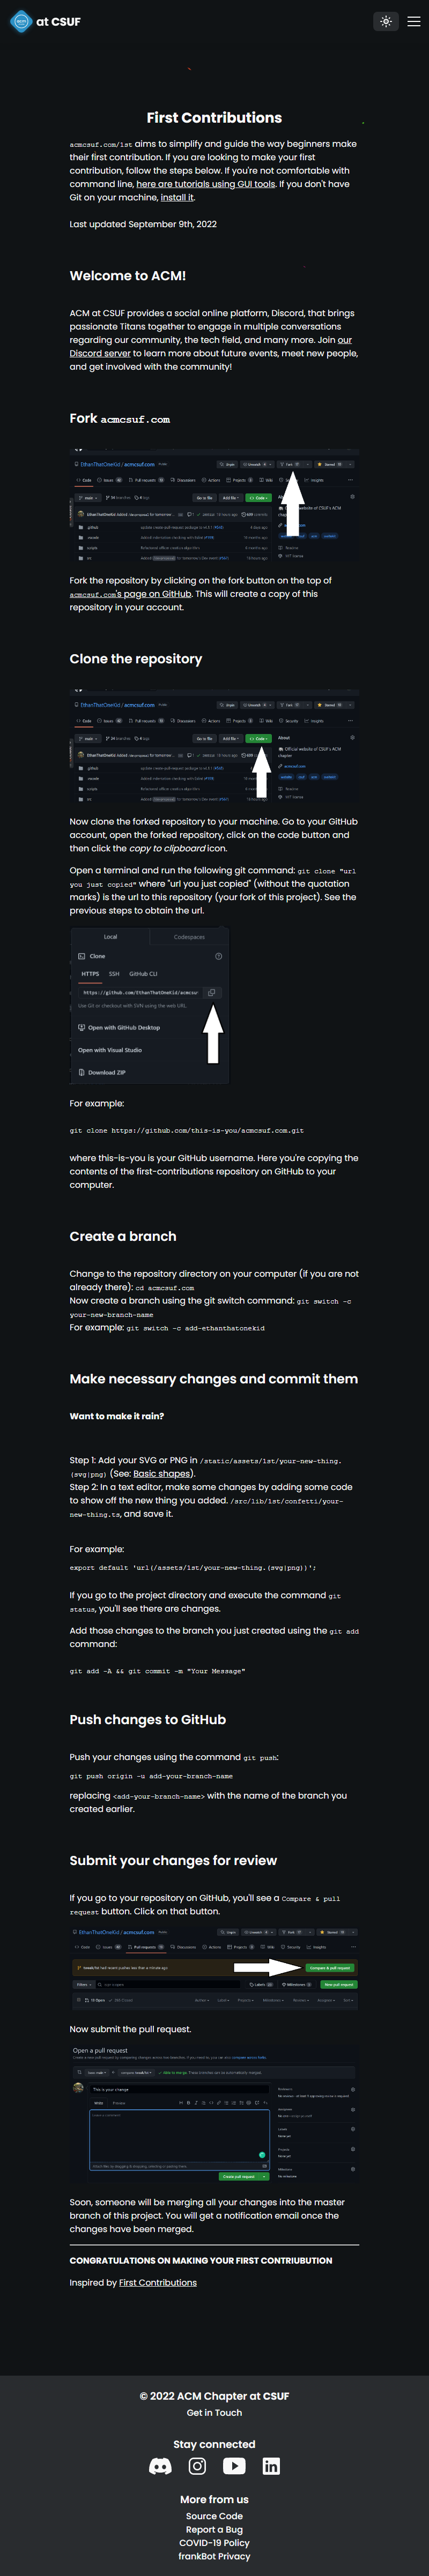 at CSUF
First Contributions
acmcsuf.com/1st aims to simplify and guide the way beginners make
their first contribution. If you are looking to make your first
contribution, follow the steps below. If you're not comfortable with
command line, here are tutorials using GUI tools. If you don't have
Git on your machine, install it.
Last updated September 9th, 2022
Welcome to ACM!
ACM at CSUF provides a social online platform, Discord, that brings
passionate Titans together to engage in multiple conversations
regarding our community, the tech field, and many more. Join our
Discord server to learn more about future events, meet new people,
and get involved with the community!
Fork acmcsuf.com
EthanThatOneKid / acmcsuf.com
Fork the repository by clicking on the fork button on the top of
acmcsuf.com's page on GitHub. This will create a copy of this
repository in your account.
Clone the repository
EthanThatOneKid / acmcsuf.com
Now clone the forked repository to your machine. Go to your GitHub
account, open the forked repository, click on the code button and
then click the copy to clipboard icon.
Open a terminal and run the following git command: git clone "url
you just copied" where "url you just copied" (without the quotation
marks) is the url to this repository (your fork of this project). See the
previous steps to obtain the url.
Local Codespaces
Clone
HTTPS SSH GitHub CLI
https://github.com/EthanThatOneKid/acmcsur
Use Git or checkout with SVN using the web URL.
Open with GitHub Desktop
Open with Visual Studio
Download ZIP
For example:
git clone https://github.com/this-is-you/acmcsuf.com.git
where this-is-you is your GitHub username. Here you're copying the
contents of the first-contributions repository on GitHub to your
computer.
Create a branch
Change to the repository directory on your computer (if you are not
already there): cd acmcsuf.com
Now create a branch using the git switch command: git switch -c
your-new-branch-name
For example: git switch -c add-ethanthatonekid
Make necessary changes and commit them
Want to make it rain?
Step 1: Add your SVG or PNG in /static/assets/1st/your-new-thing.
(svg|png) (See: Basic shapes).
Step 2: In a text editor, make some changes by adding some code
to show off the new thing you added. /src/lib/1st/confetti/your-
new-thing.ts, and save it.
For example:
export default 'url(/assets/1st/your-new-thing.(svg|png))';
If you go to the project directory and execute the command git
status, you'll see there are changes.
Add those changes to the branch you just created using the git add
command:
git add -A && git commit -m "Your Message"
Push changes to GitHub
Push your changes using the command git push:
git push origin -u add-your-branch-name
replacing <add-your-branch-name> with the name of the branch you
created earlier.
Submit your changes for review
If you go to your repository on GitHub, you'll see a Compare & pull
request button. Click on that button.
EthanThatOneKid / acmcsuf.com
Compare & pull request
New pull request
Now submit the pull request.
Open a pull request
This is your change
Create pull request
Soon, someone will be merging all your changes into the master
branch of this project. You will get a notification email once the
changes have been merged.
CONGRATULATIONS ON MAKING YOUR FIRST CONTRIUBUTION
Inspired by First Contributions
© 2022 ACM Chapter at CSUF
Get in Touch
Stay connected
More from us
Source Code
Report a Bug
COVID-19 Policy
frankBot Privacy